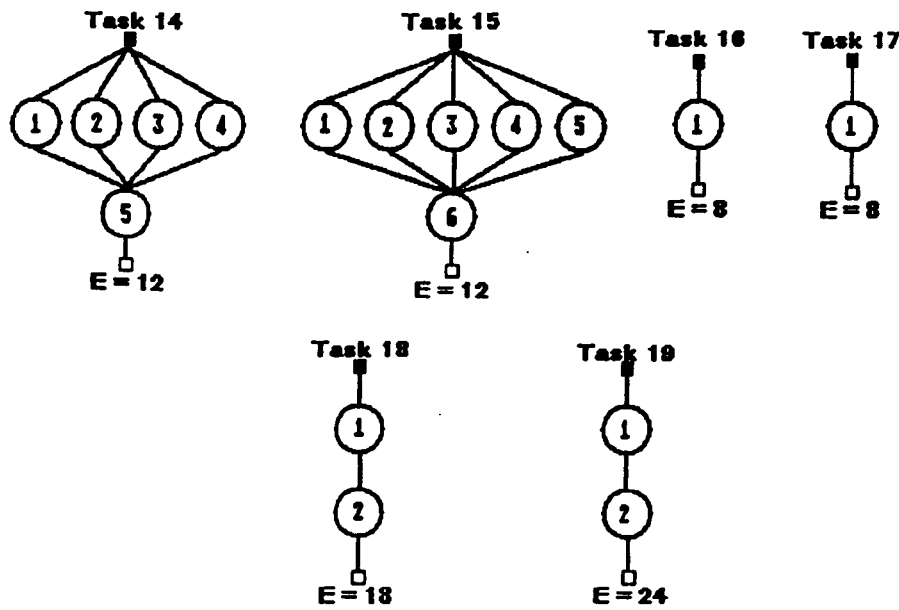 Task 14
Task 15
Task 16
Task 17
1 2 3 4
1 2 3 4 5
1
1
5
6
E = 8
E = 8
E = 12
E = 12
Task 18
Task 19
1
1
2
2
E = 18
E = 24